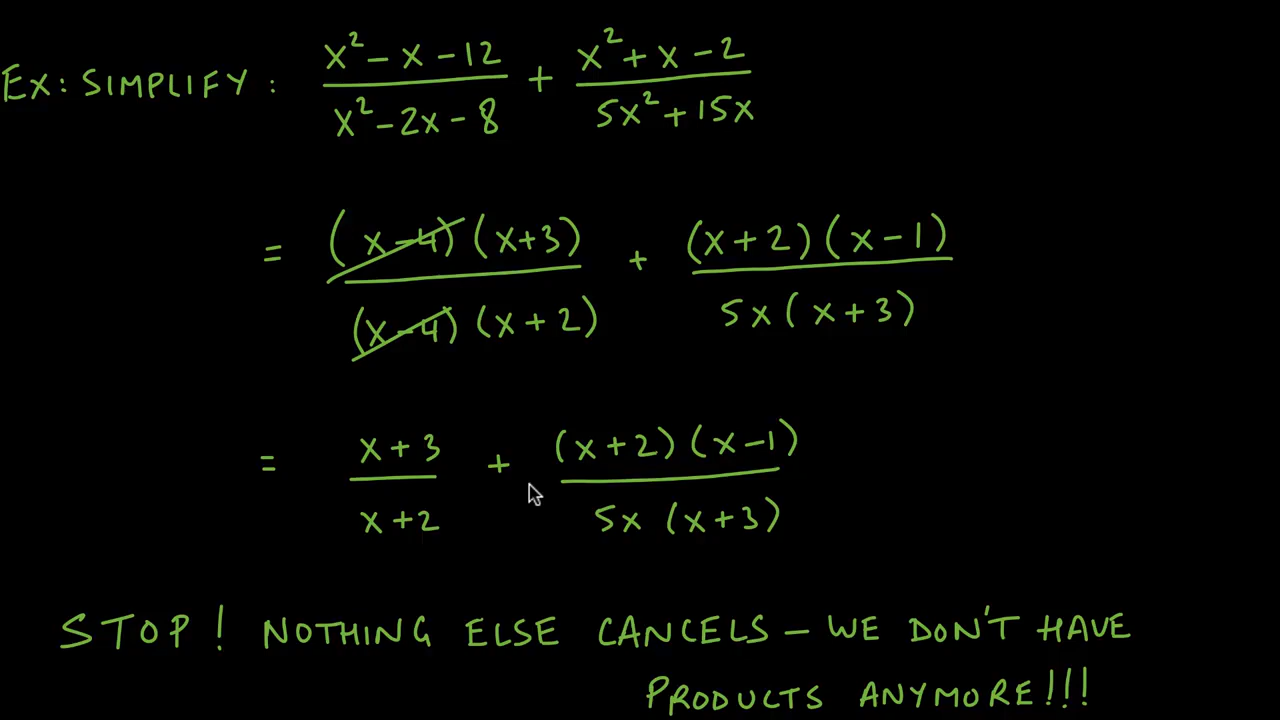 EX: SIMPLIFY: (x² - x - 12)/(x² - 2x - 8) + (x² + x - 2)/(5x² + 15x)
= ((x-4)(x+3))/((x-4)(x+2)) + ((x+2)(x-1))/(5x(x+3))
= (x+3)/(x+2) + ((x+2)(x-1))/(5x(x+3))
STOP! NOTHING ELSE CANCELS - WE DON'T HAVE
PRODUCTS ANYMORE!!!